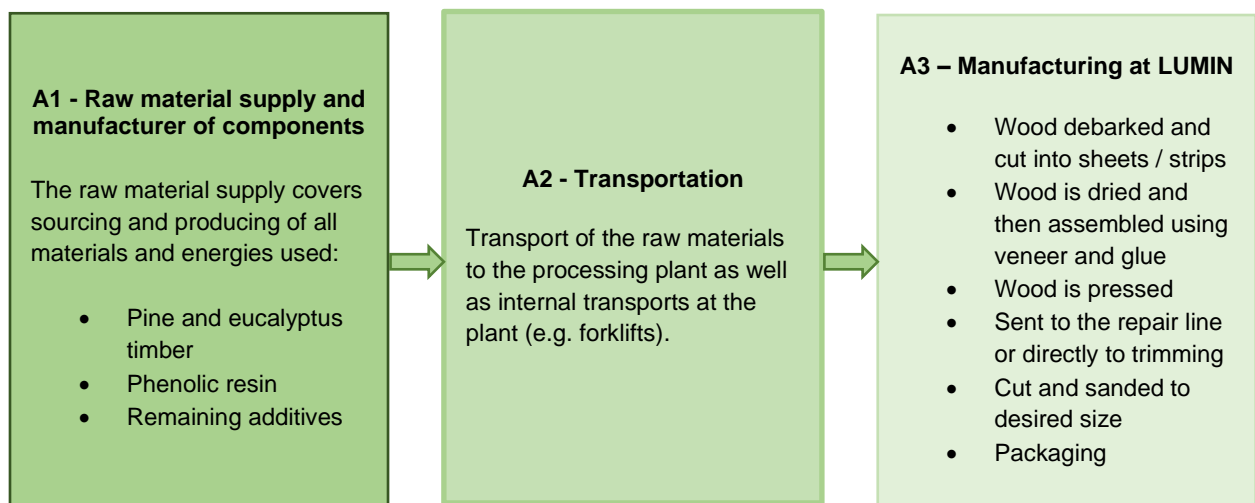 A1 - Raw material supply and
manufacturer of components
The raw material supply covers
sourcing and producing of all
materials and energies used:
• Pine and eucalyptus
timber
• Phenolic resin
• Remaining additives
A2 - Transportation
Transport of the raw materials
to the processing plant as well
as internal transports at the
plant (e.g. forklifts).
A3 – Manufacturing at LUMIN
• Wood debarked and
cut into sheets / strips
• Wood is dried and
then assembled using
veneer and glue
• Wood is pressed
• Sent to the repair line
or directly to trimming
• Cut and sanded to
desired size
• Packaging